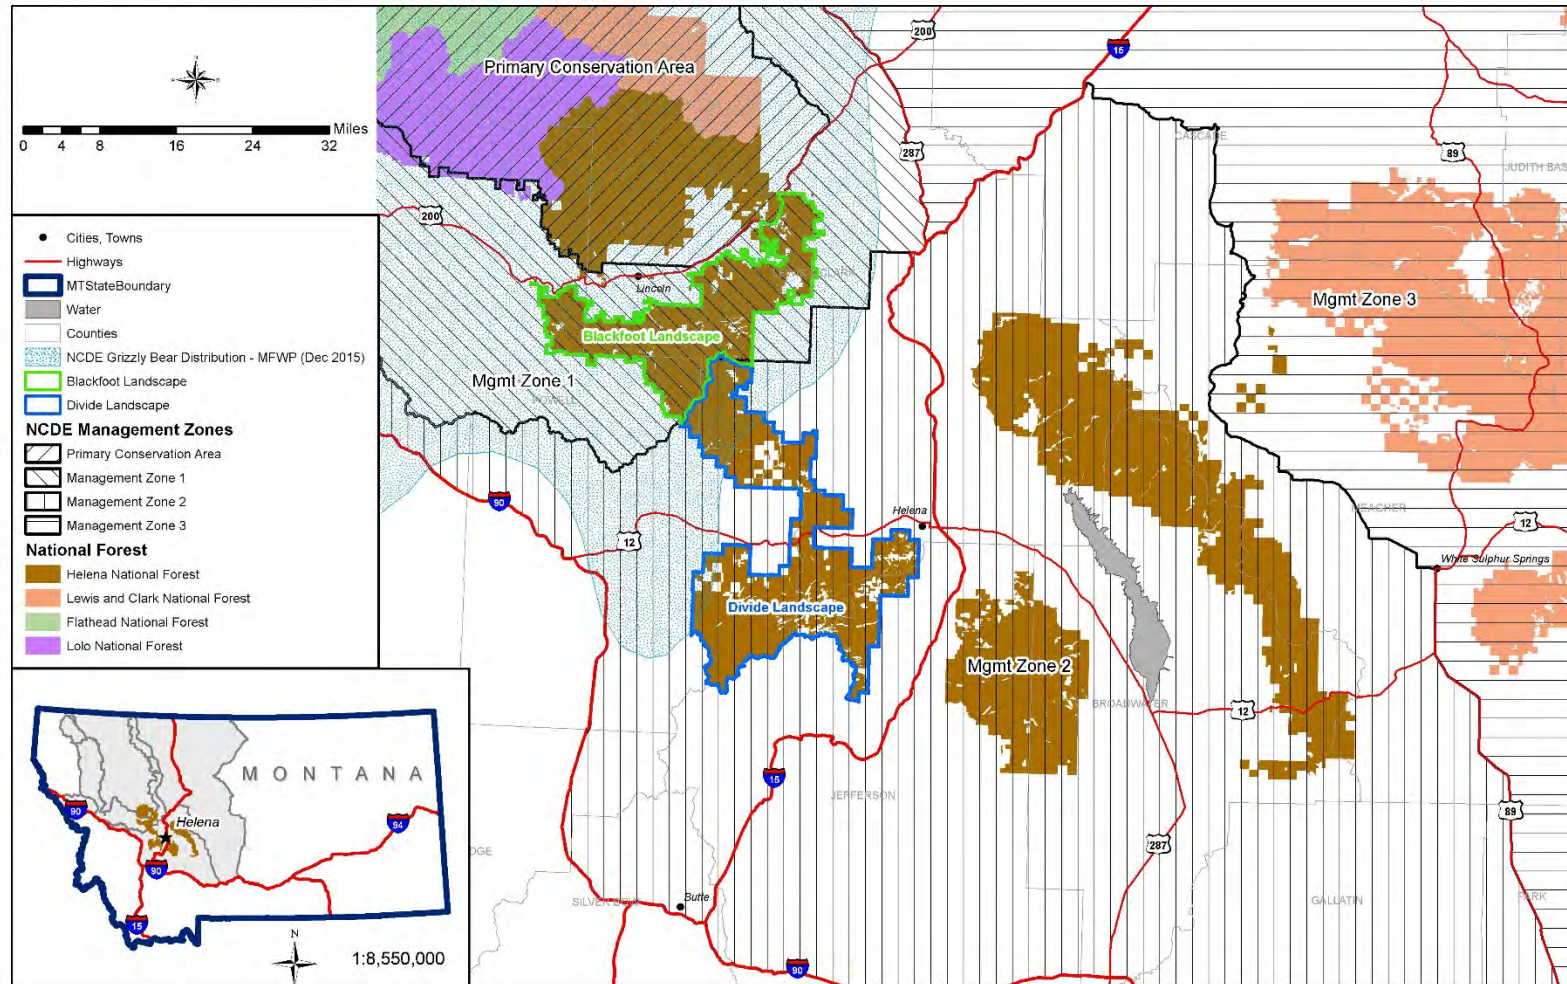 Miles
0 4 8 16 24 32
Cities, Towns
Highways
MTStateBoundary
Water
Counties
NCDE Grizzly Bear Distribution - MFWP (Dec 2015)
Blackfoot Landscape
Divide Landscape
NCDE Management Zones
Primary Conservation Area
Management Zone 1
Management Zone 2
Management Zone 3
National Forest
Helena National Forest
Lewis and Clark National Forest
Flathead National Forest
Lolo National Forest
MONTANA
Helena
90
94
90
15
N
1:8,550,000
200
15
Primary Conservation Area
CASCADE
287
89
JUDITH BAS
200
Lincoln
CLARK
Mgmt Zone 3
Blackfoot Landscape
Mgmt Zone 1
POWELL
90
Helena
MEAGHER
12
12
White Sulphur Springs
Divide Landscape
Mgmt Zone 2
BROADWATER
12
15
JEFFERSON
89
287
DGE
Butte
SILVER BOW
GALLATIN
PARK
90